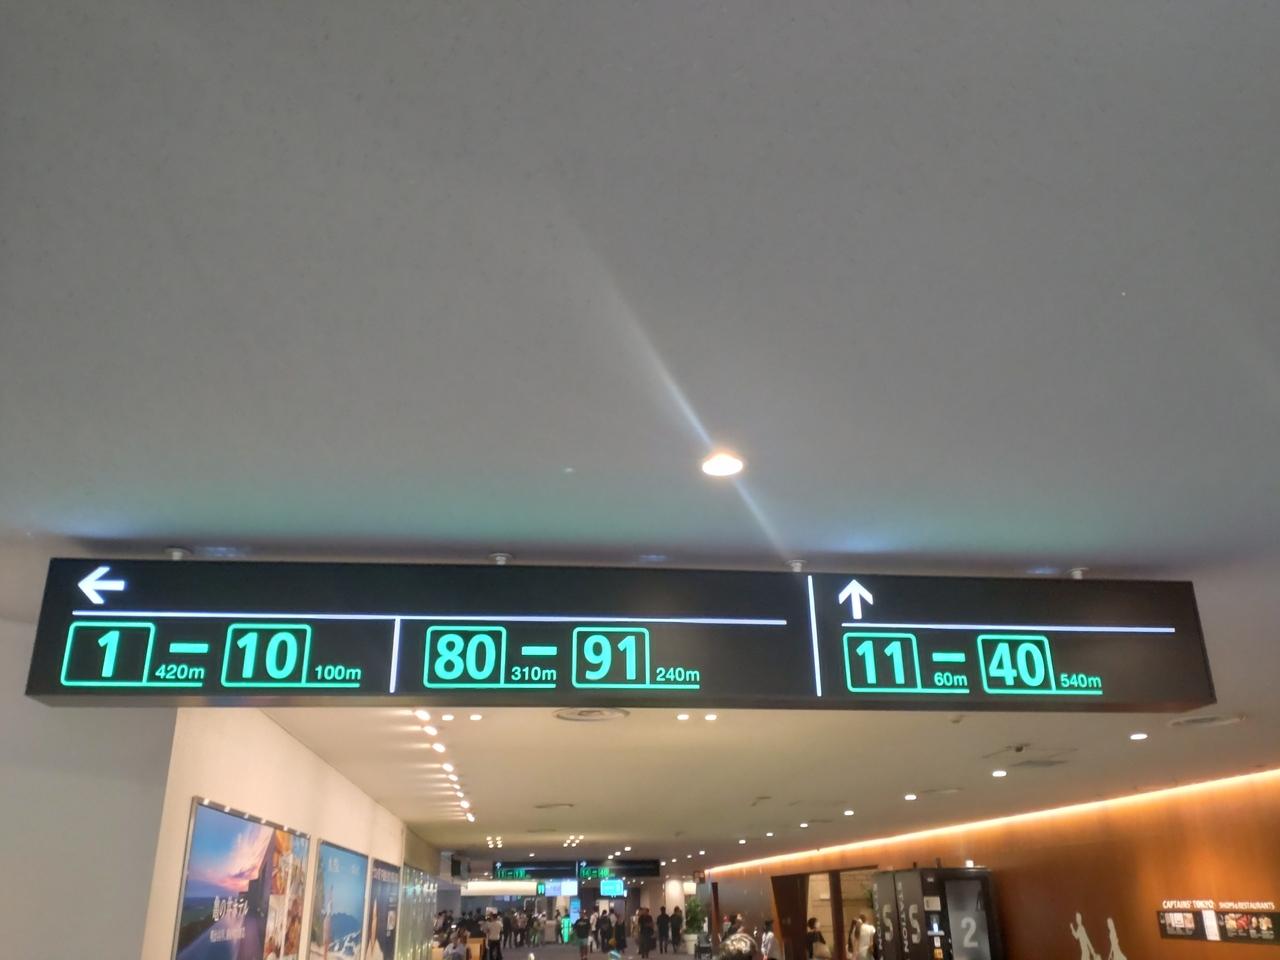 ←
1 420m – 10 100m
80 310m – 91 240m
↑
11 60m – 40 540m
CAPTAINS' TOKYO SHOPS & RESTAURANTS
2